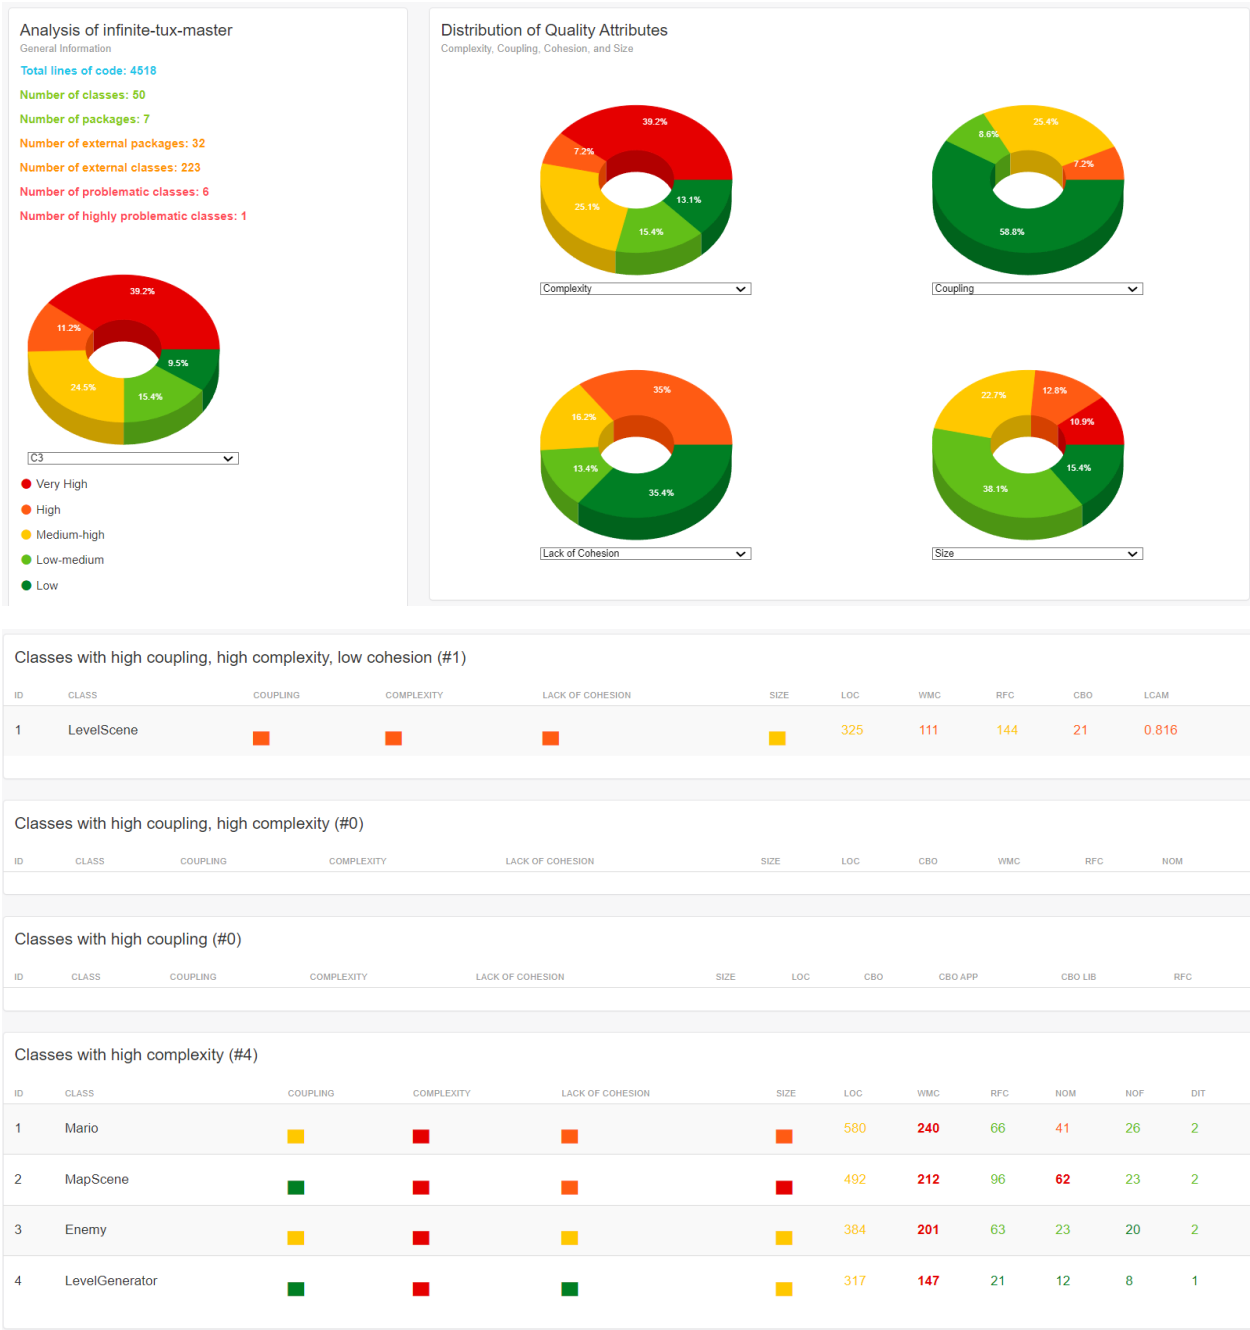 Analysis of infinite-tux-master
General Information
Total lines of code: 4518
Number of classes: 50
Number of packages: 7
Number of external packages: 32
Number of external classes: 223
Number of problematic classes: 6
Number of highly problematic classes: 1
39.2%
11.2%
9.5%
24.5%
15.4%
C3
Very High
High
Medium-high
Low-medium
Low
Distribution of Quality Attributes
Complexity, Coupling, Cohesion, and Size
39.2%
7.2%
13.1%
25.1%
15.4%
Complexity
25.4%
8.6%
7.2%
58.8%
Coupling
35%
16.2%
13.4%
35.4%
Lack of Cohesion
22.7%
12.8%
10.9%
15.4%
38.1%
Size
Classes with high coupling, high complexity, low cohesion (#1)
ID CLASS COUPLING COMPLEXITY LACK OF COHESION SIZE LOC WMC RFC CBO LCAM
1 LevelScene 325 111 144 21 0.816
Classes with high coupling, high complexity (#0)
ID CLASS COUPLING COMPLEXITY LACK OF COHESION SIZE LOC CBO WMC RFC NOM
Classes with high coupling (#0)
ID CLASS COUPLING COMPLEXITY LACK OF COHESION SIZE LOC CBO CBO APP CBO LIB RFC
Classes with high complexity (#4)
ID CLASS COUPLING COMPLEXITY LACK OF COHESION SIZE LOC WMC RFC NOM NOF DIT
1 Mario 580 240 66 41 26 2
2 MapScene 492 212 96 62 23 2
3 Enemy 384 201 63 23 20 2
4 LevelGenerator 317 147 21 12 8 1